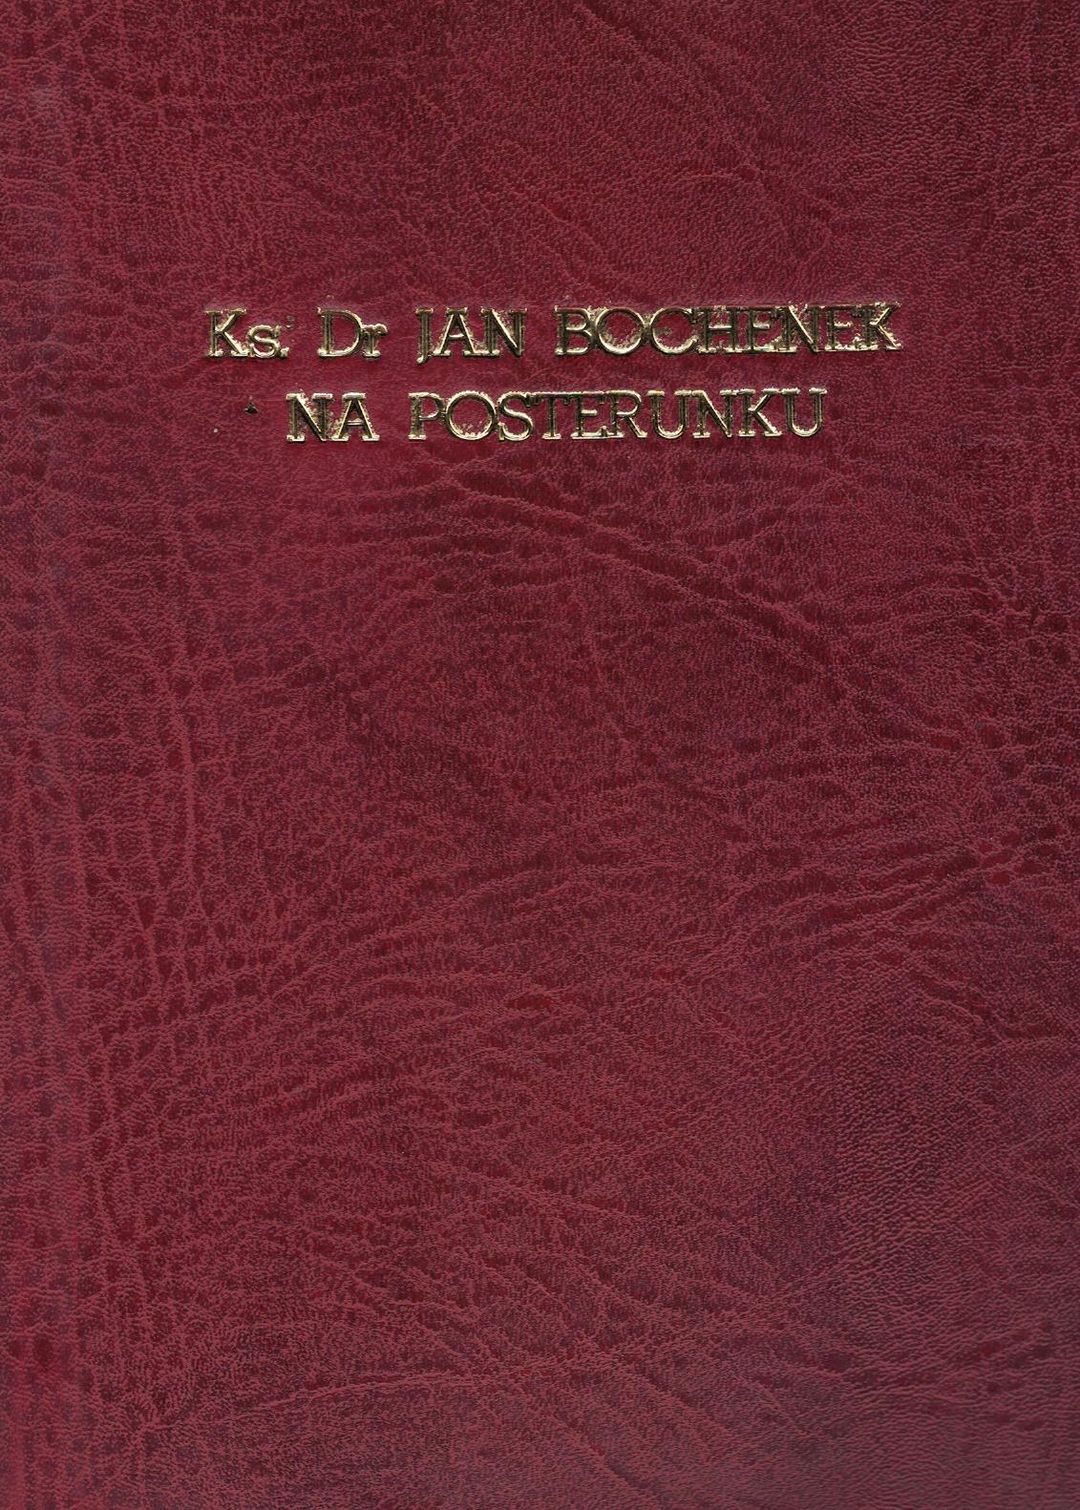 Ks. Dr JAN BOCHENEK
NA POSTERUNKU